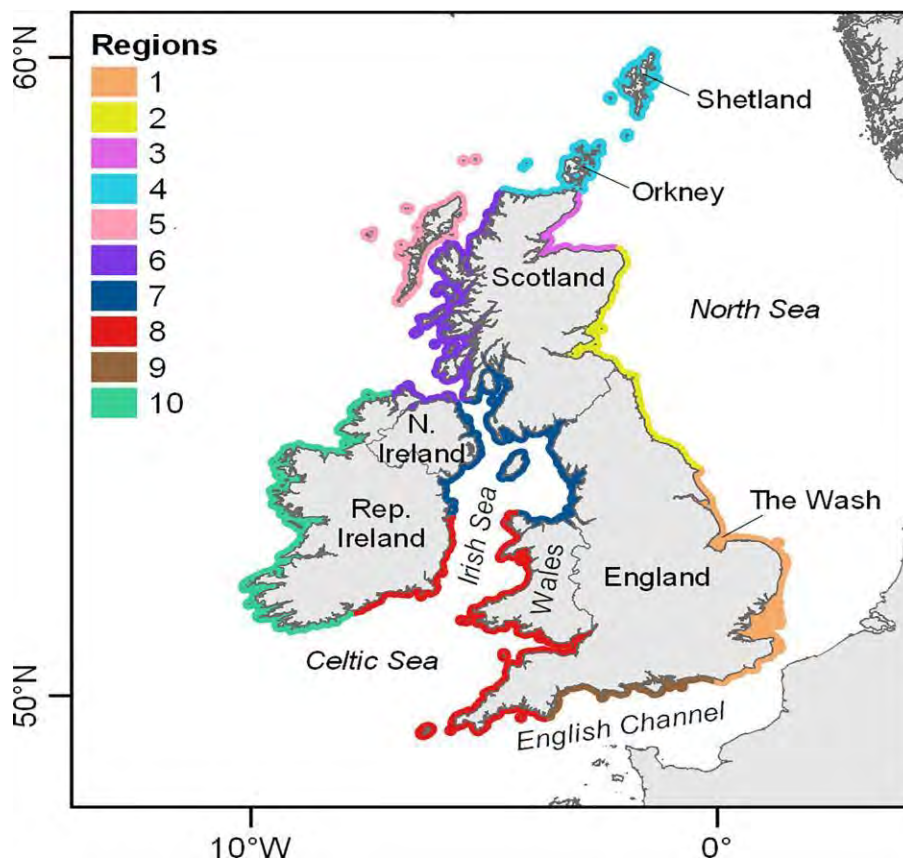 Regions
1
2
3
4
5
6
7
8
9
10
60°N
50°N
10°W
0°
Shetland
Orkney
Scotland
North Sea
N.
Ireland
Rep.
Ireland
Irish Sea
The Wash
Wales
England
Celtic Sea
English Channel